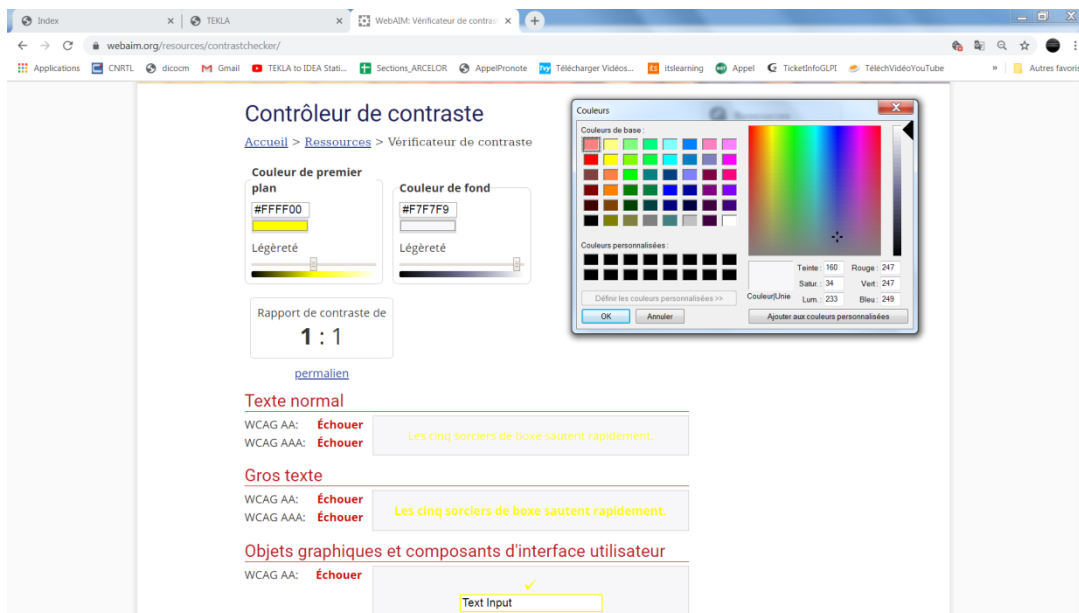 Index
TEKLA
WebAIM: Vérificateur de contras
webaim.org/resources/contrastchecker/
Applications
CNRTL
dicocm
Gmail
TEKLA to IDEA Stati...
Sections_ARCELOR
AppelPronote
Télécharger Vidéos...
itslearning
Appel
TicketInfoGLPI
TéléchVidéoYouTube
»
Autres favoris
Contrôleur de contraste
Accueil > Ressources > Vérificateur de contraste
Couleur de premier
plan
#FFFF00
Légèreté
Couleur de fond
#F7F7F9
Légèreté
Rapport de contraste de
1 : 1
permalien
Couleurs
Couleurs de base :
Couleurs personnalisées :
Définir les couleurs personnalisées >>
OK
Annuler
Couleur|Unie
Teinte : 160
Satur. : 34
Lum. : 233
Rouge : 247
Vert : 247
Bleu : 249
Ajouter aux couleurs personnalisées
Texte normal
WCAG AA: Échouer
WCAG AAA: Échouer
Les cinq sorciers de boxe sautent rapidement.
Gros texte
WCAG AA: Échouer
WCAG AAA: Échouer
Les cinq sorciers de boxe sautent rapidement.
Objets graphiques et composants d'interface utilisateur
WCAG AA: Échouer
Text Input